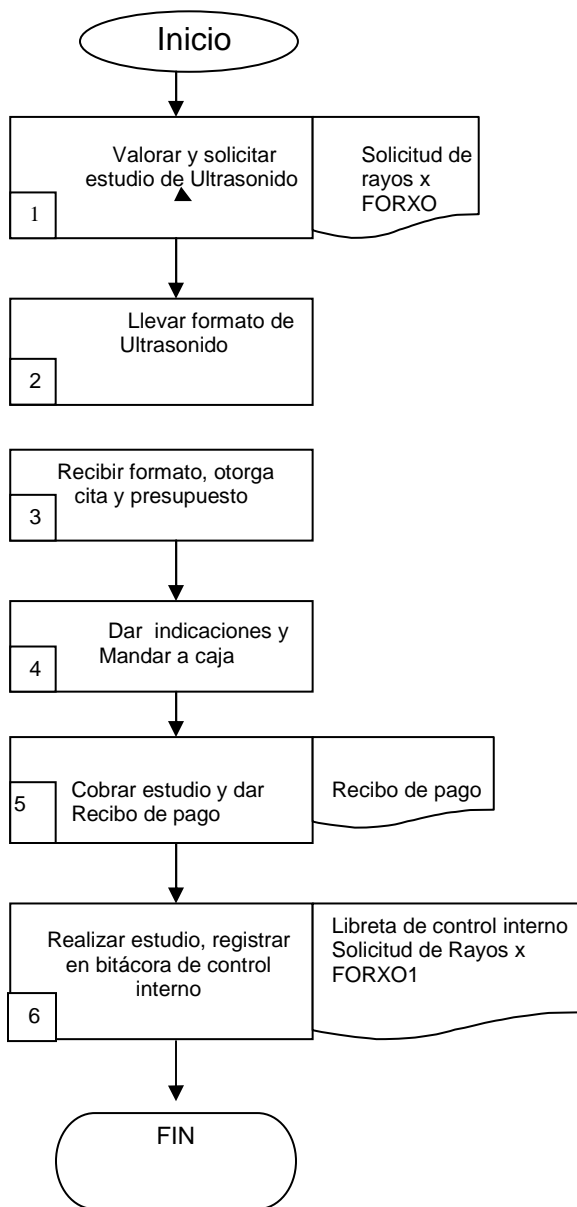 Inicio
Valorar y solicitar
estudio de Ultrasonido
1
Solicitud de
rayos x
FORXO
Llevar formato de
Ultrasonido
2
Recibir formato, otorga
cita y presupuesto
3
Dar indicaciones y
Mandar a caja
4
Cobrar estudio y dar
Recibo de pago
5
Recibo de pago
Realizar estudio, registrar
en bitácora de control
interno
6
Libreta de control interno
Solicitud de Rayos x
FORXO1
FIN